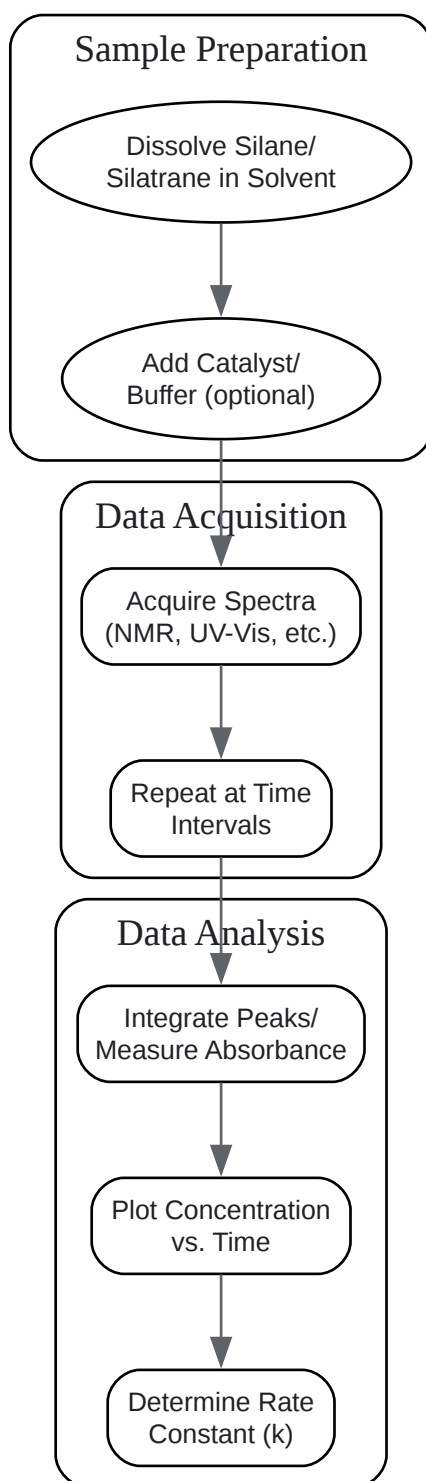 Sample Preparation
Dissolve Silane/
Silatrane in Solvent
Add Catalyst/
Buffer (optional)
Data Acquisition
Acquire Spectra
(NMR, UV-Vis, etc.)
Repeat at Time
Intervals
Data Analysis
Integrate Peaks/
Measure Absorbance
Plot Concentration
vs. Time
Determine Rate
Constant (k)